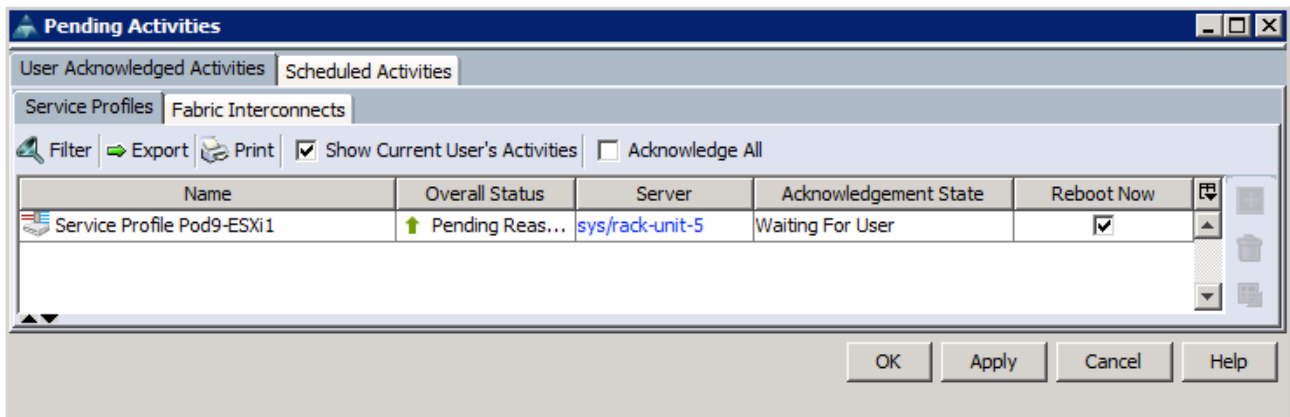 Pending Activities
User Acknowledged Activities Scheduled Activities
Service Profiles Fabric Interconnects
Filter Export Print Show Current User's Activities Acknowledge All
Name Overall Status Server Acknowledgement State Reboot Now
Service Profile Pod9-ESXi1 Pending Reas... sys/rack-unit-5 Waiting For User
OK Apply Cancel Help